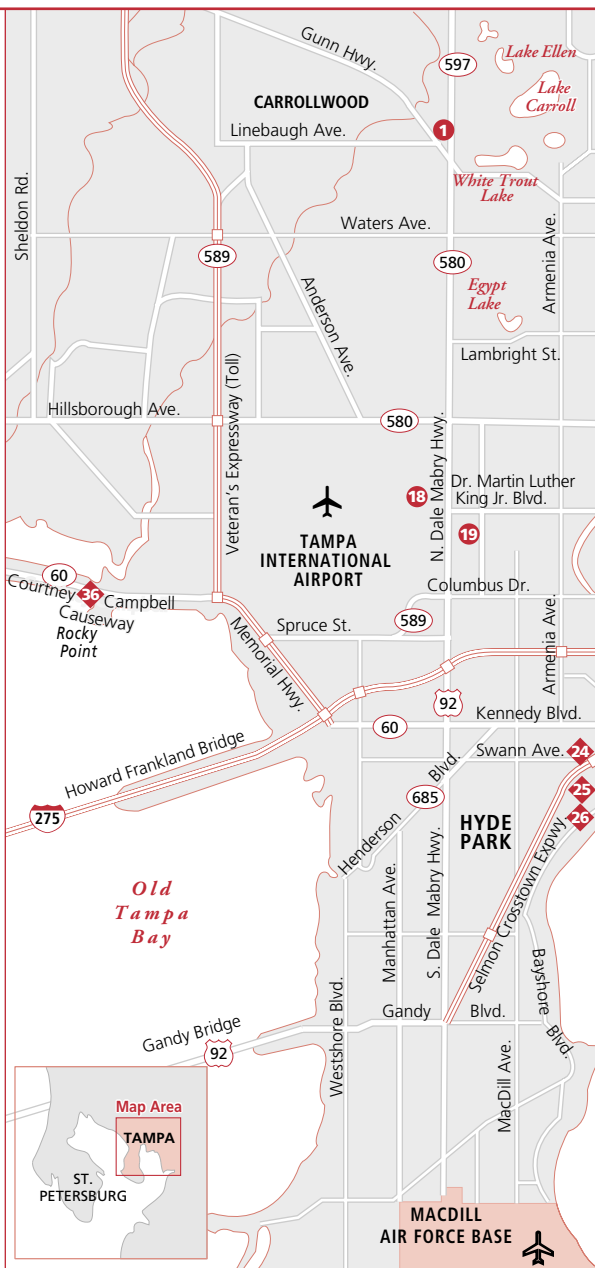 Gunn Hwy.
597
Lake Ellen
Lake
Carroll
CARROLLWOOD
1
Linebaugh Ave.
White Trout
Lake
Sheldon Rd.
Waters Ave.
Armenia Ave.
589
580
Anderson Ave.
Egypt
Lake
Lambright St.
Veteran's Expressway (Toll)
Hillsborough Ave.
580
N. Dale Mabry Hwy.
18
Dr. Martin Luther
King Jr. Blvd.
19
TAMPA
INTERNATIONAL
AIRPORT
60
Courtney
36
Campbell
Causeway
Rocky
Point
Columbus Dr.
589
Spruce St.
Memorial Hwy.
Armenia Ave.
92
Kennedy Blvd.
60
Howard Frankland Bridge
Swann Ave.
24
275
Henderson Blvd.
685
25
HYDE
PARK
26
Old
Tampa
Bay
Manhattan Ave.
S. Dale Mabry Hwy.
Selmon Crosstown Expwy.
Bayshore Blvd.
Westshore Blvd.
Gandy Blvd.
Gandy Bridge
92
MacDill Ave.
Map Area
TAMPA
ST.
PETERSBURG
MACDILL
AIR FORCE BASE